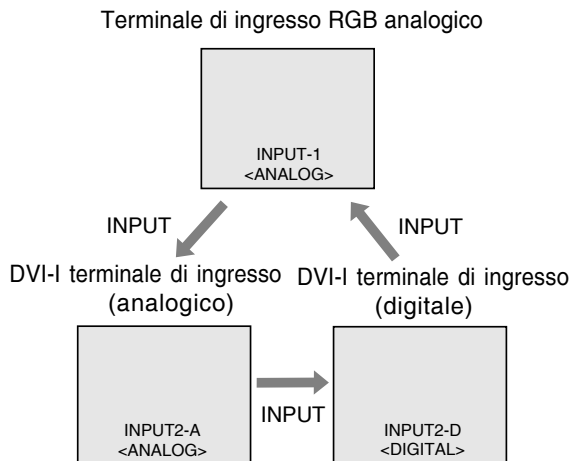 Terminale di ingresso RGB analogico
INPUT-1
<ANALOG>
INPUT
INPUT
DVI-I terminale di ingresso
(analogico)
DVI-I terminale di ingresso
(digitale)
INPUT2-A
<ANALOG>
INPUT
INPUT2-D
<DIGITAL>